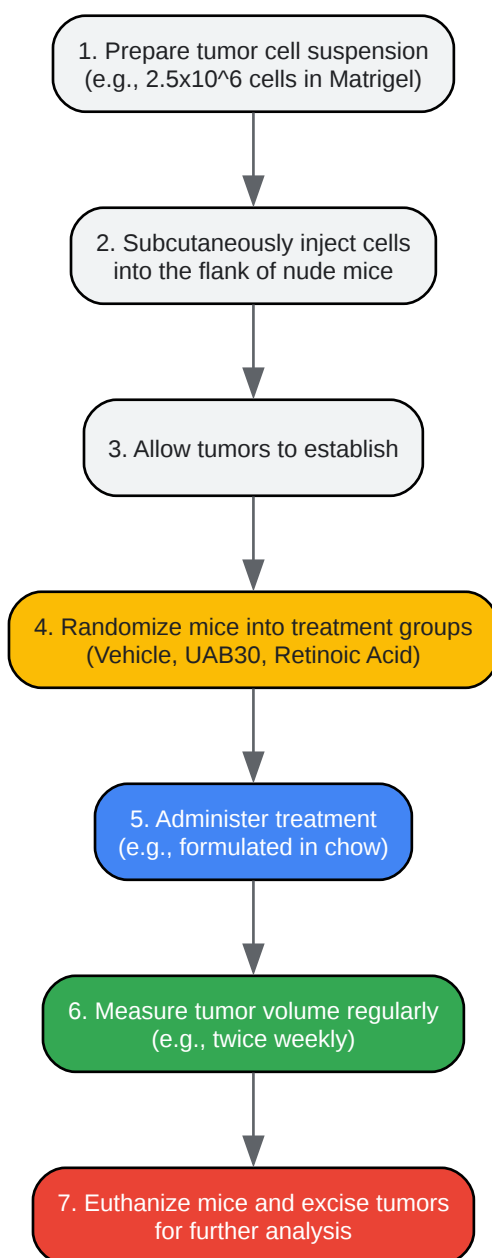 1. Prepare tumor cell suspension
(e.g., 2.5x10^6 cells in Matrigel)
2. Subcutaneously inject cells
into the flank of nude mice
3. Allow tumors to establish
4. Randomize mice into treatment groups
(Vehicle, UAB30, Retinoic Acid)
5. Administer treatment
(e.g., formulated in chow)
6. Measure tumor volume regularly
(e.g., twice weekly)
7. Euthanize mice and excise tumors
for further analysis